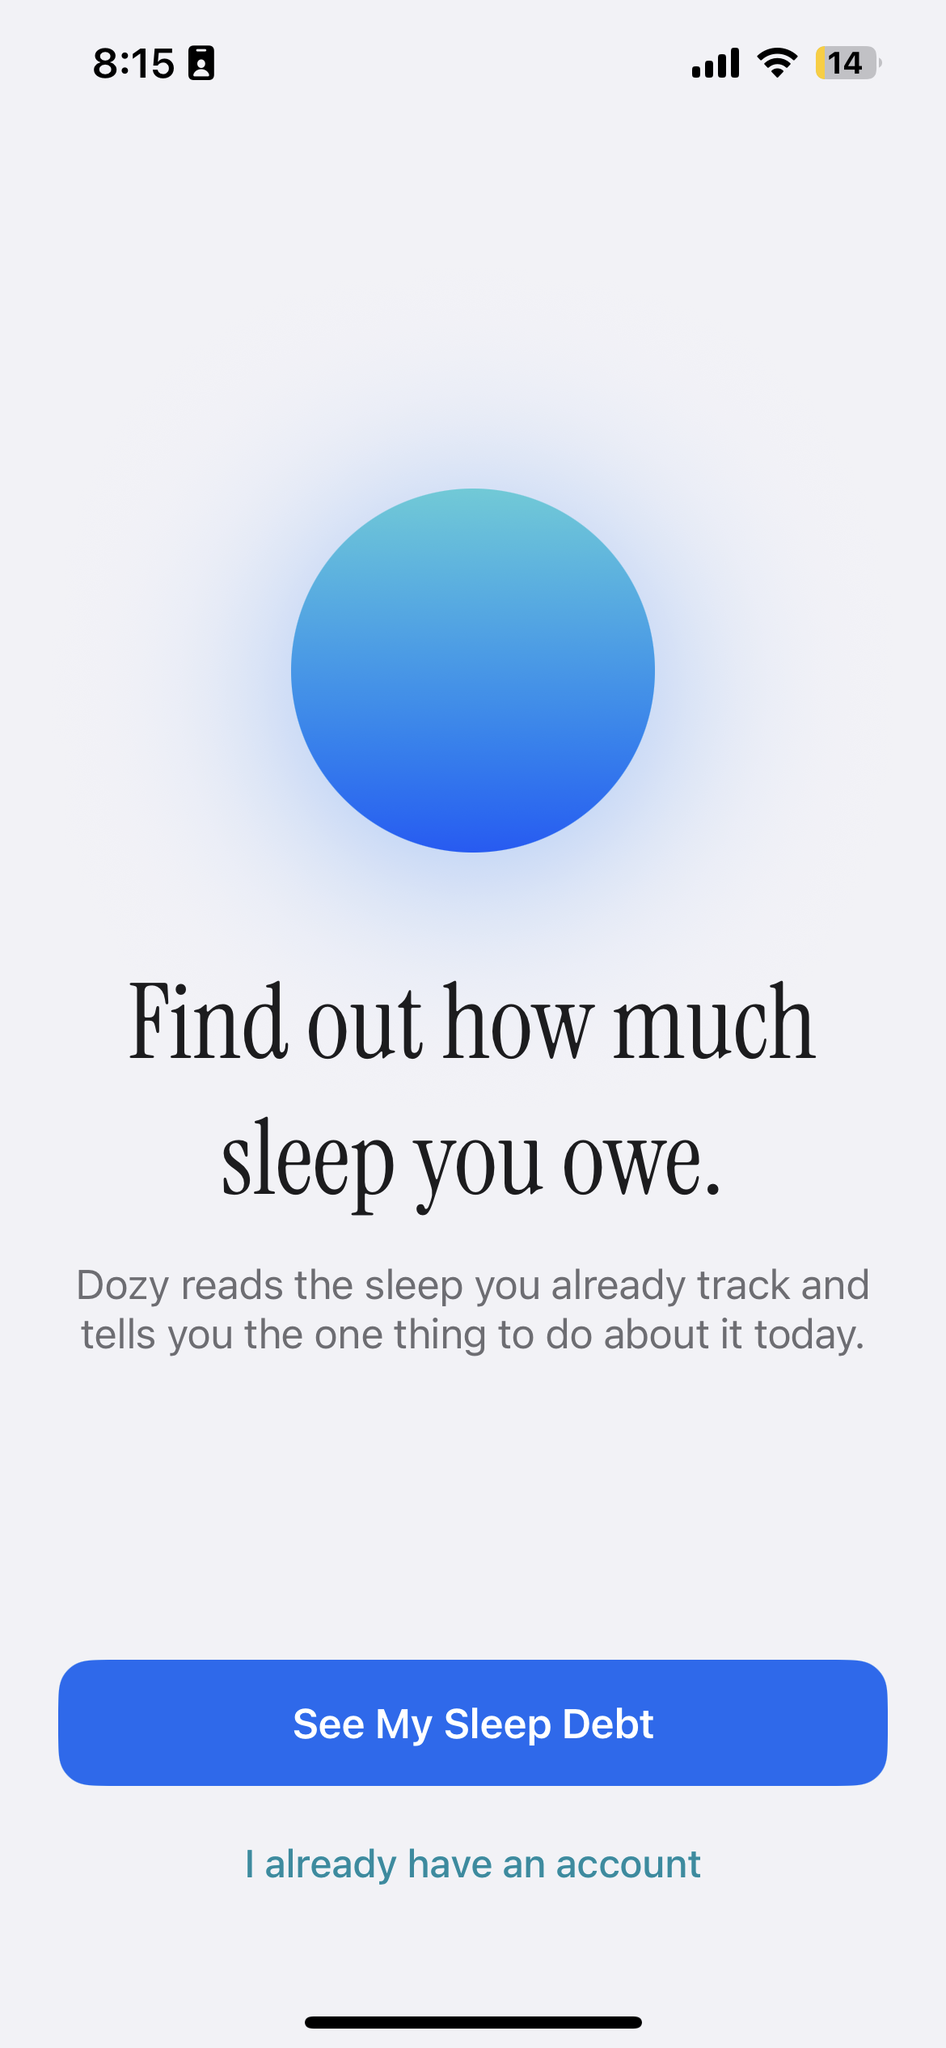 8:15
14
Find out how much
sleep you owe.
Dozy reads the sleep you already track and
tells you the one thing to do about it today.
See My Sleep Debt
I already have an account